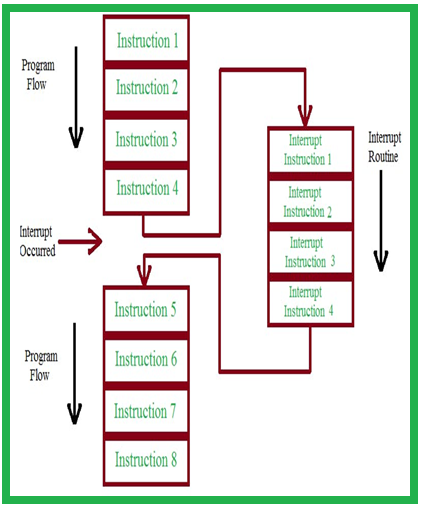 Program
Flow
Instruction 1
Instruction 2
Instruction 3
Instruction 4
Interrupt
Occurred
Interrupt
Routine
Interrupt
Instruction 1
Interrupt
Instruction 2
Interrupt
Instruction 3
Interrupt
Instruction 4
Program
Flow
Instruction 5
Instruction 6
Instruction 7
Instruction 8